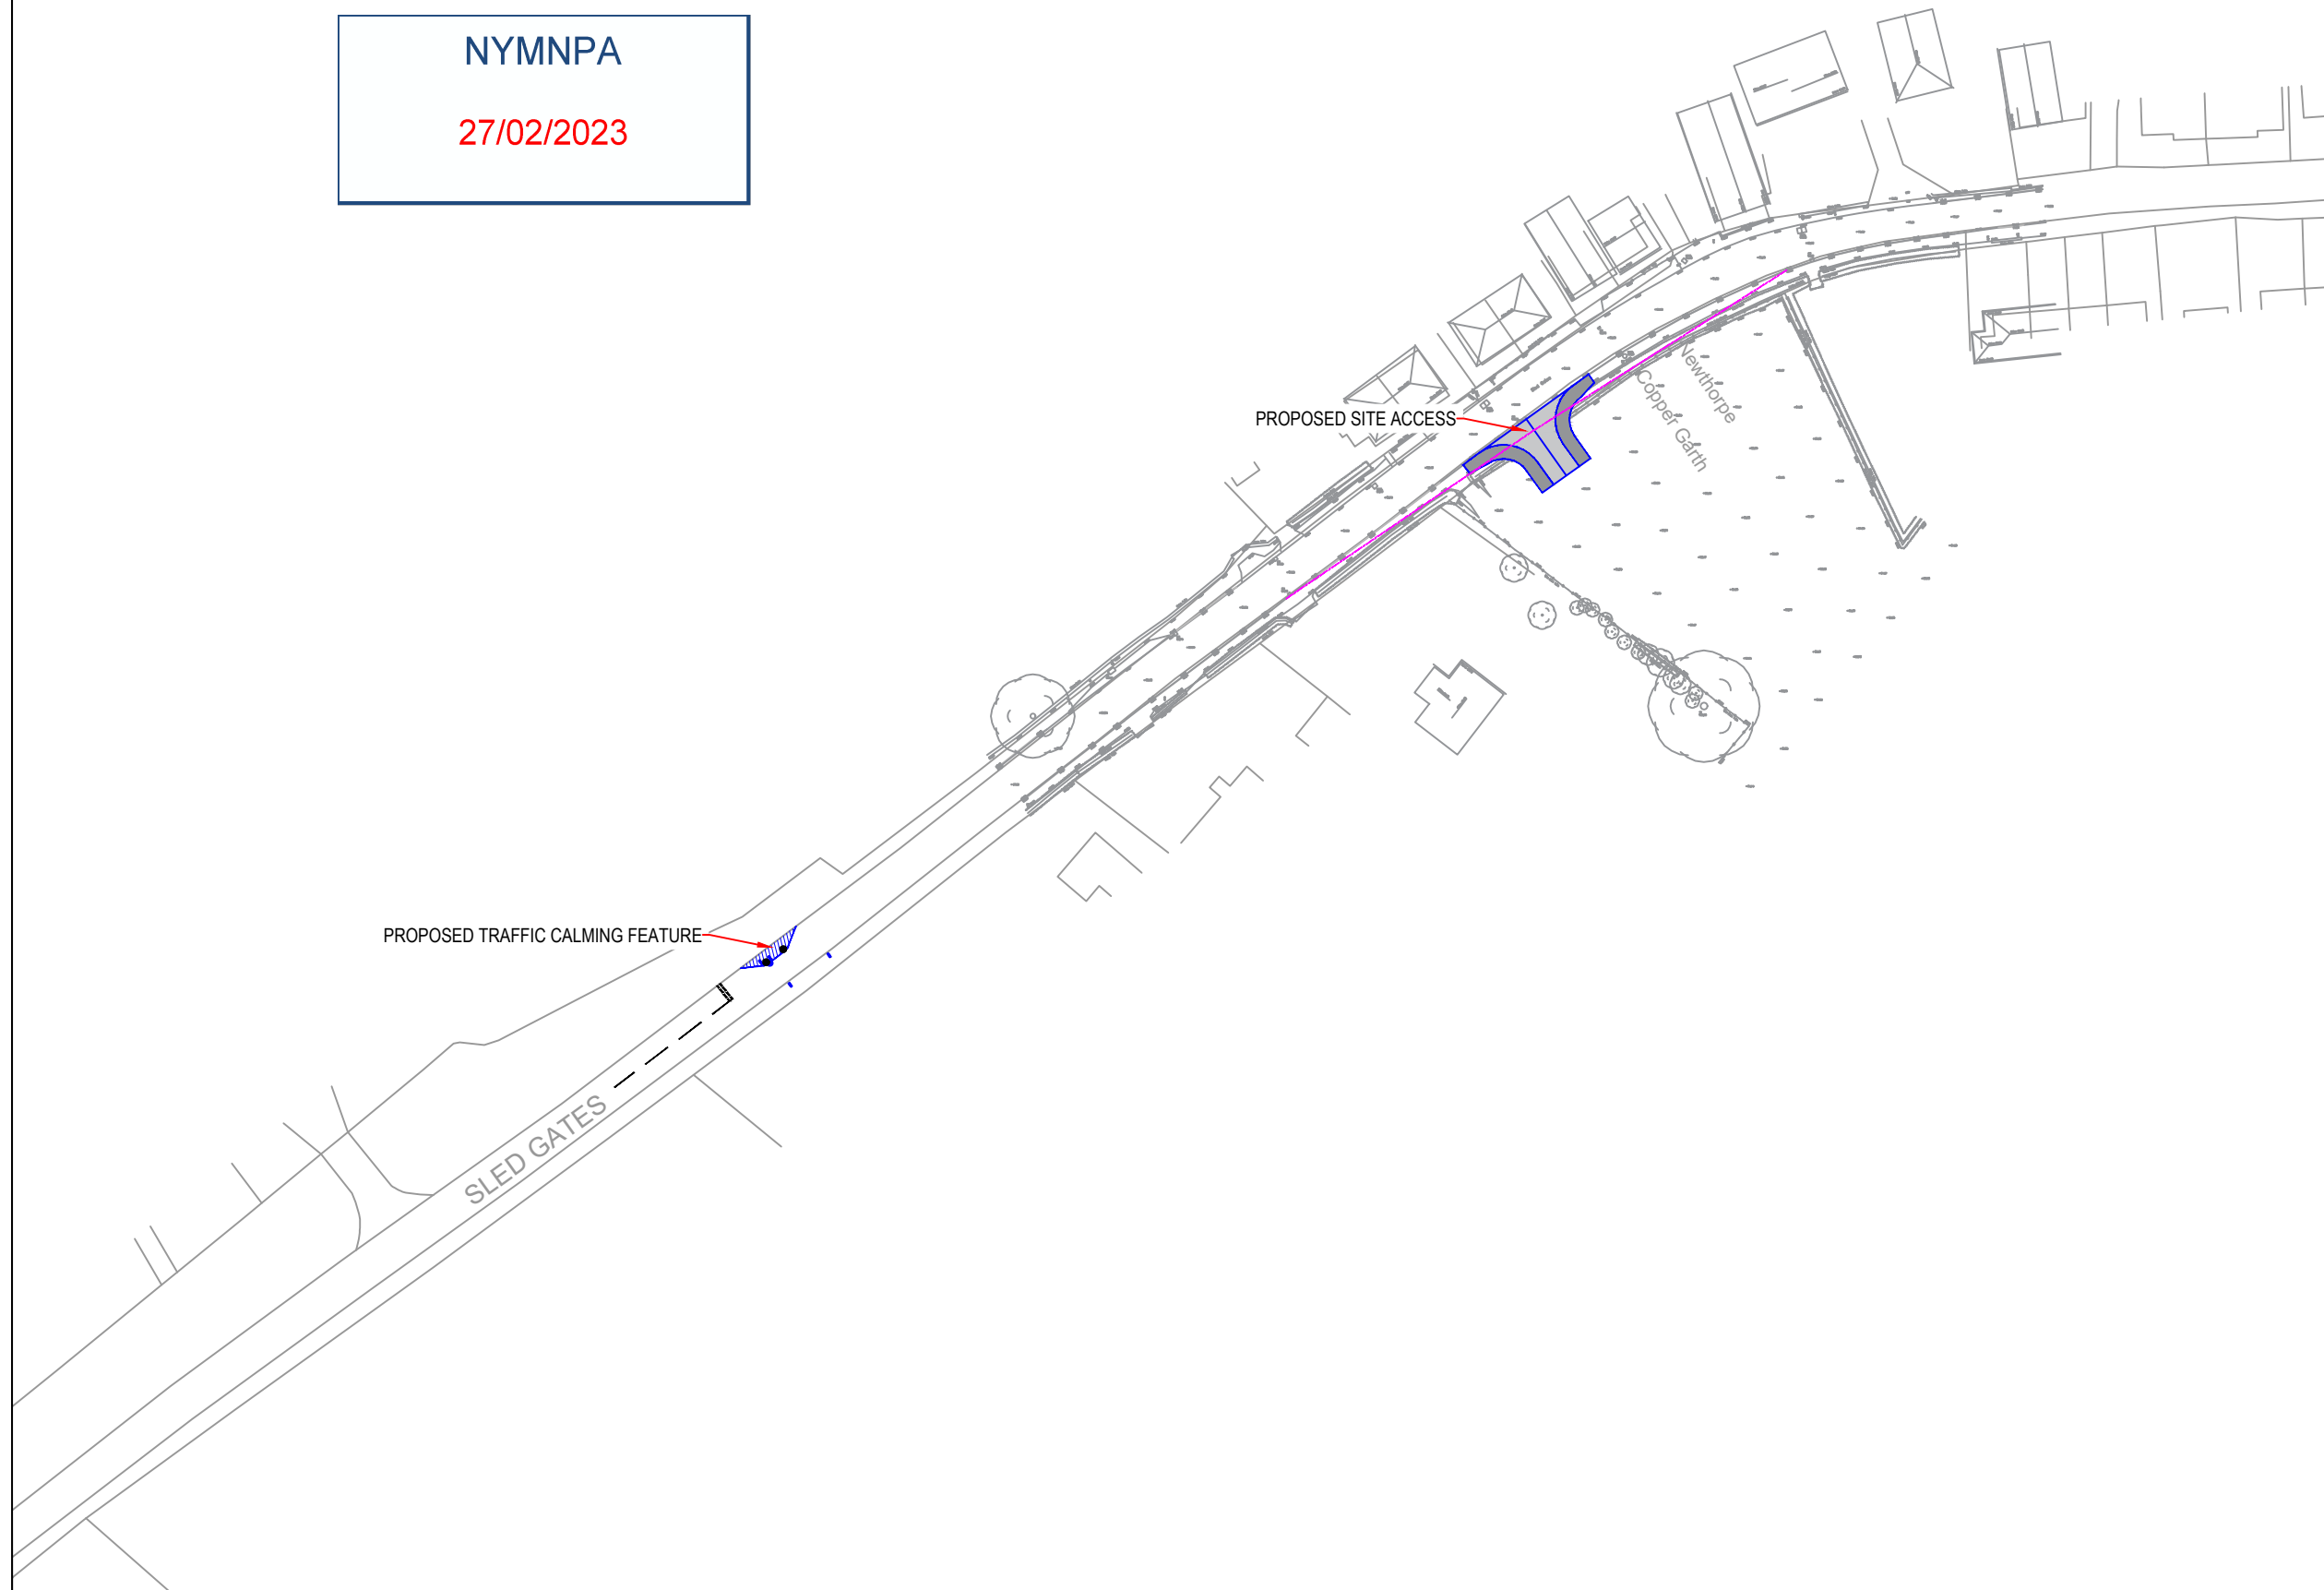 NYMNPA
27/02/2023
PROPOSED SITE ACCESS
Newthorpe
Copper Garth
PROPOSED TRAFFIC CALMING FEATURE
SLED GATES